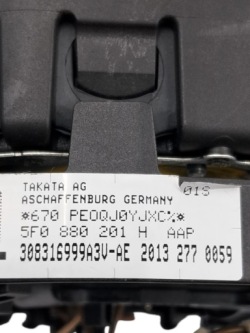 TAKATA AG
01S
ASCHAFFENBURG GERMANY
*670 PEOQJ0YJXC%*
5F0 880 201 H AAP
308316999A3V-AE 2013 277 0059